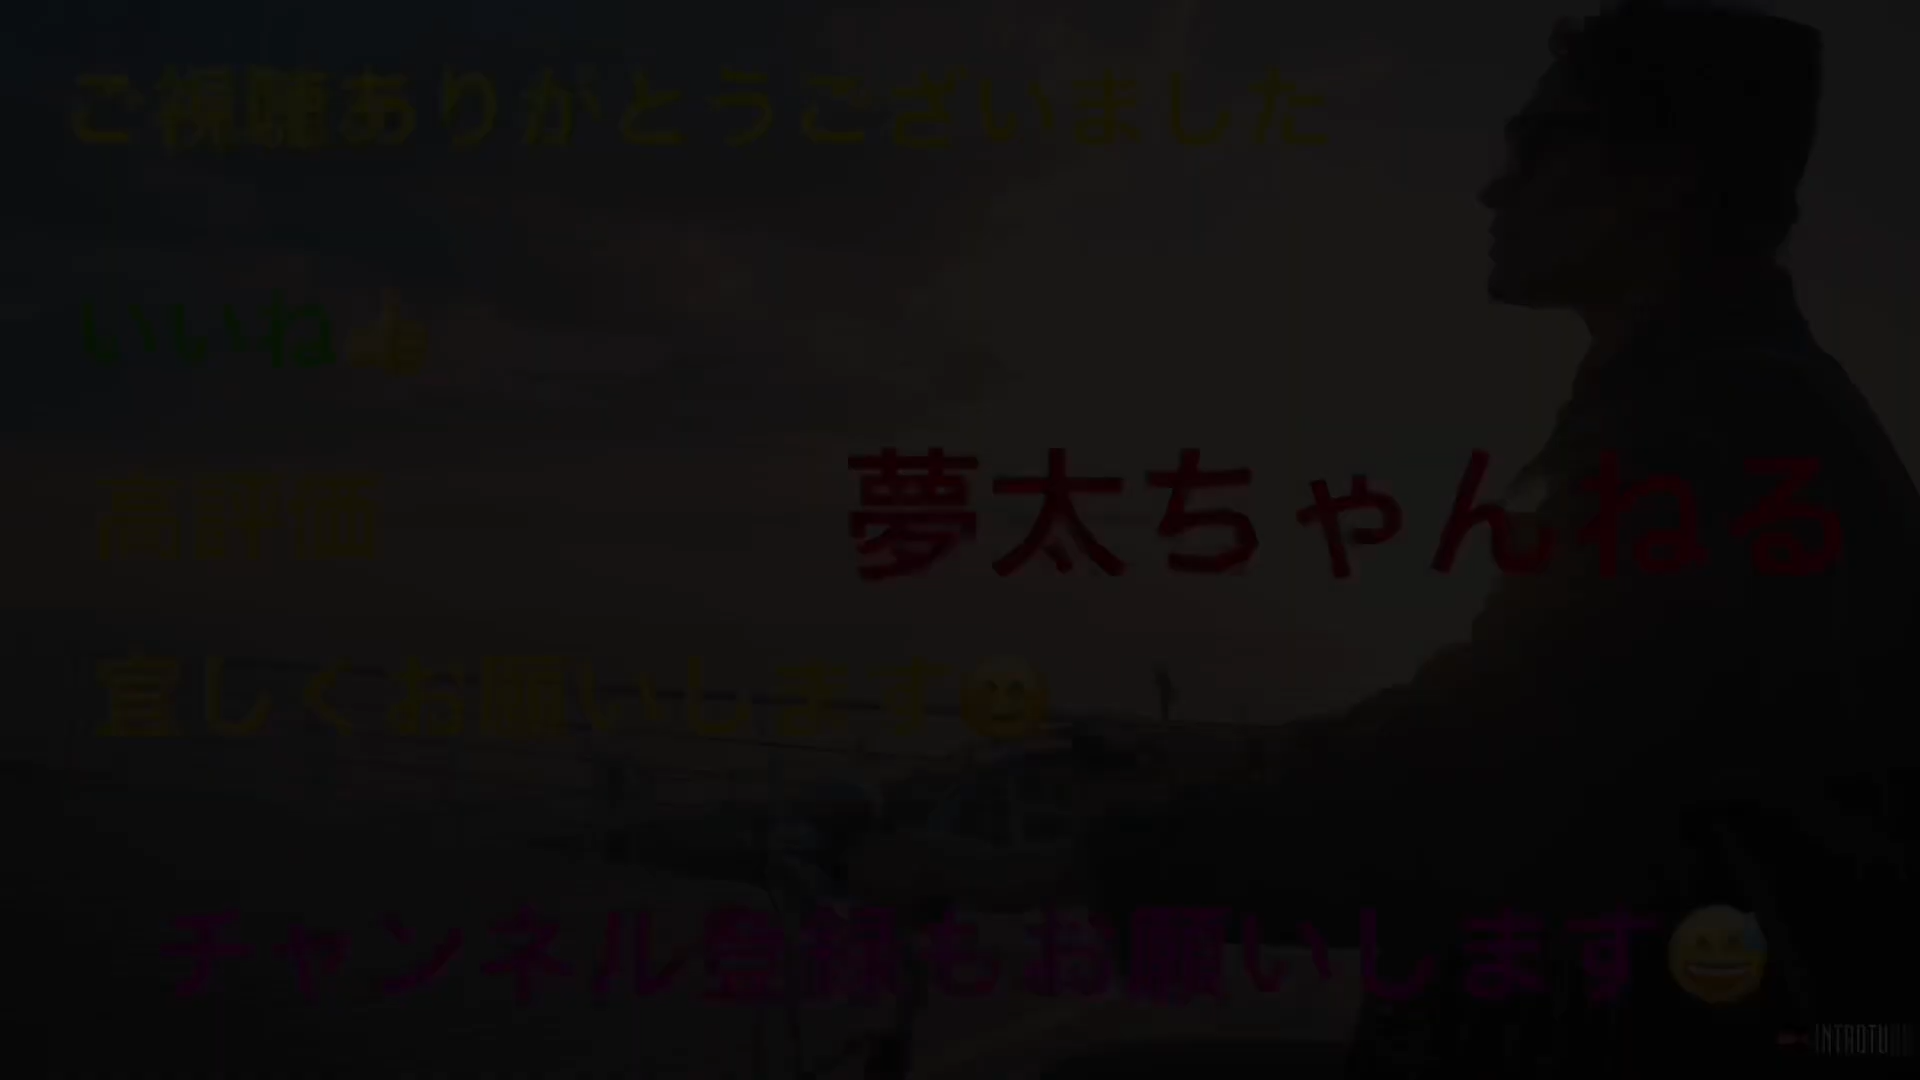 ご視聴ありがとうございました
いいね👍
高評価
夢太ちゃんねる
宜しくお願いします
チャンネル登録もお願いします😅